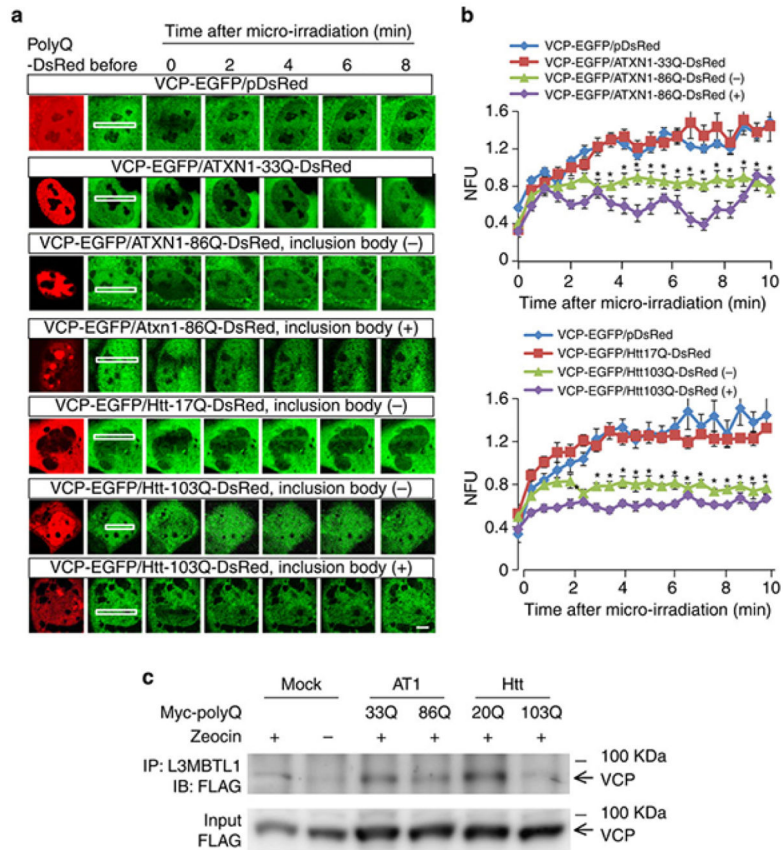 a
Time after micro-irradiation (min)
PolyQ
-DsRed before 0 2 4 6 8
VCP-EGFP/pDsRed
VCP-EGFP/ATXN1-33Q-DsRed
VCP-EGFP/ATXN1-86Q-DsRed, inclusion body (–)
VCP-EGFP/Atxn1-86Q-DsRed, inclusion body (+)
VCP-EGFP/Htt-17Q-DsRed, inclusion body (–)
VCP-EGFP/Htt-103Q-DsRed, inclusion body (–)
VCP-EGFP/Htt-103Q-DsRed, inclusion body (+)
b
VCP-EGFP/pDsRed
VCP-EGFP/ATXN1-33Q-DsRed
VCP-EGFP/ATXN1-86Q-DsRed (–)
VCP-EGFP/ATXN1-86Q-DsRed (+)
NFU
1.6
1.2
0.8
0.4
0
0 2 4 6 8 10
Time after micro-irradiation (min)
VCP-EGFP/pDsRed
VCP-EGFP/Htt17Q-DsRed
VCP-EGFP/Htt103Q-DsRed (–)
VCP-EGFP/Htt103Q-DsRed (+)
NFU
1.6
1.2
0.8
0.4
0
0 2 4 6 8 10
Time after micro-irradiation (min)
c
Mock AT1 Htt
Myc-polyQ 33Q 86Q 20Q 103Q
Zeocin + – + + + +
IP: L3MBTL1
IB: FLAG
100 KDa
VCP
Input
FLAG
100 KDa
VCP